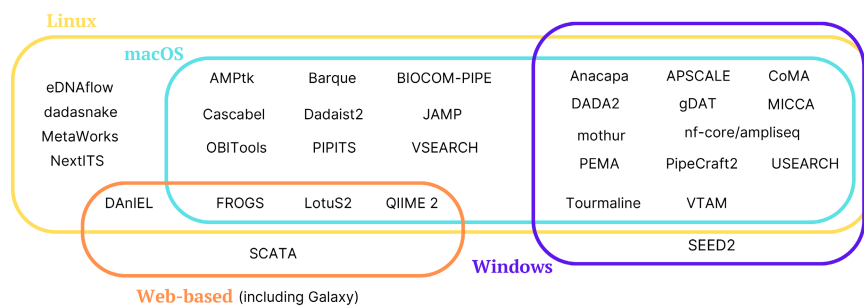 Linux
macOS
eDNAflow
dadasnake
MetaWorks
NextITS
AMPtk Barque BIOCOM-PIPE
Cascabel Dadaist2 JAMP
OBITools PIPITS VSEARCH
Anacapa APSCALE CoMA
DADA2 gDAT MICCA
mothur nf-core/ampliseq
PEMA PipeCraft2 USEARCH
Tourmaline VTAM
DAnIEL FROGS LotuS2 QIIME 2
SCATA
SEED2
Windows
Web-based (including Galaxy)